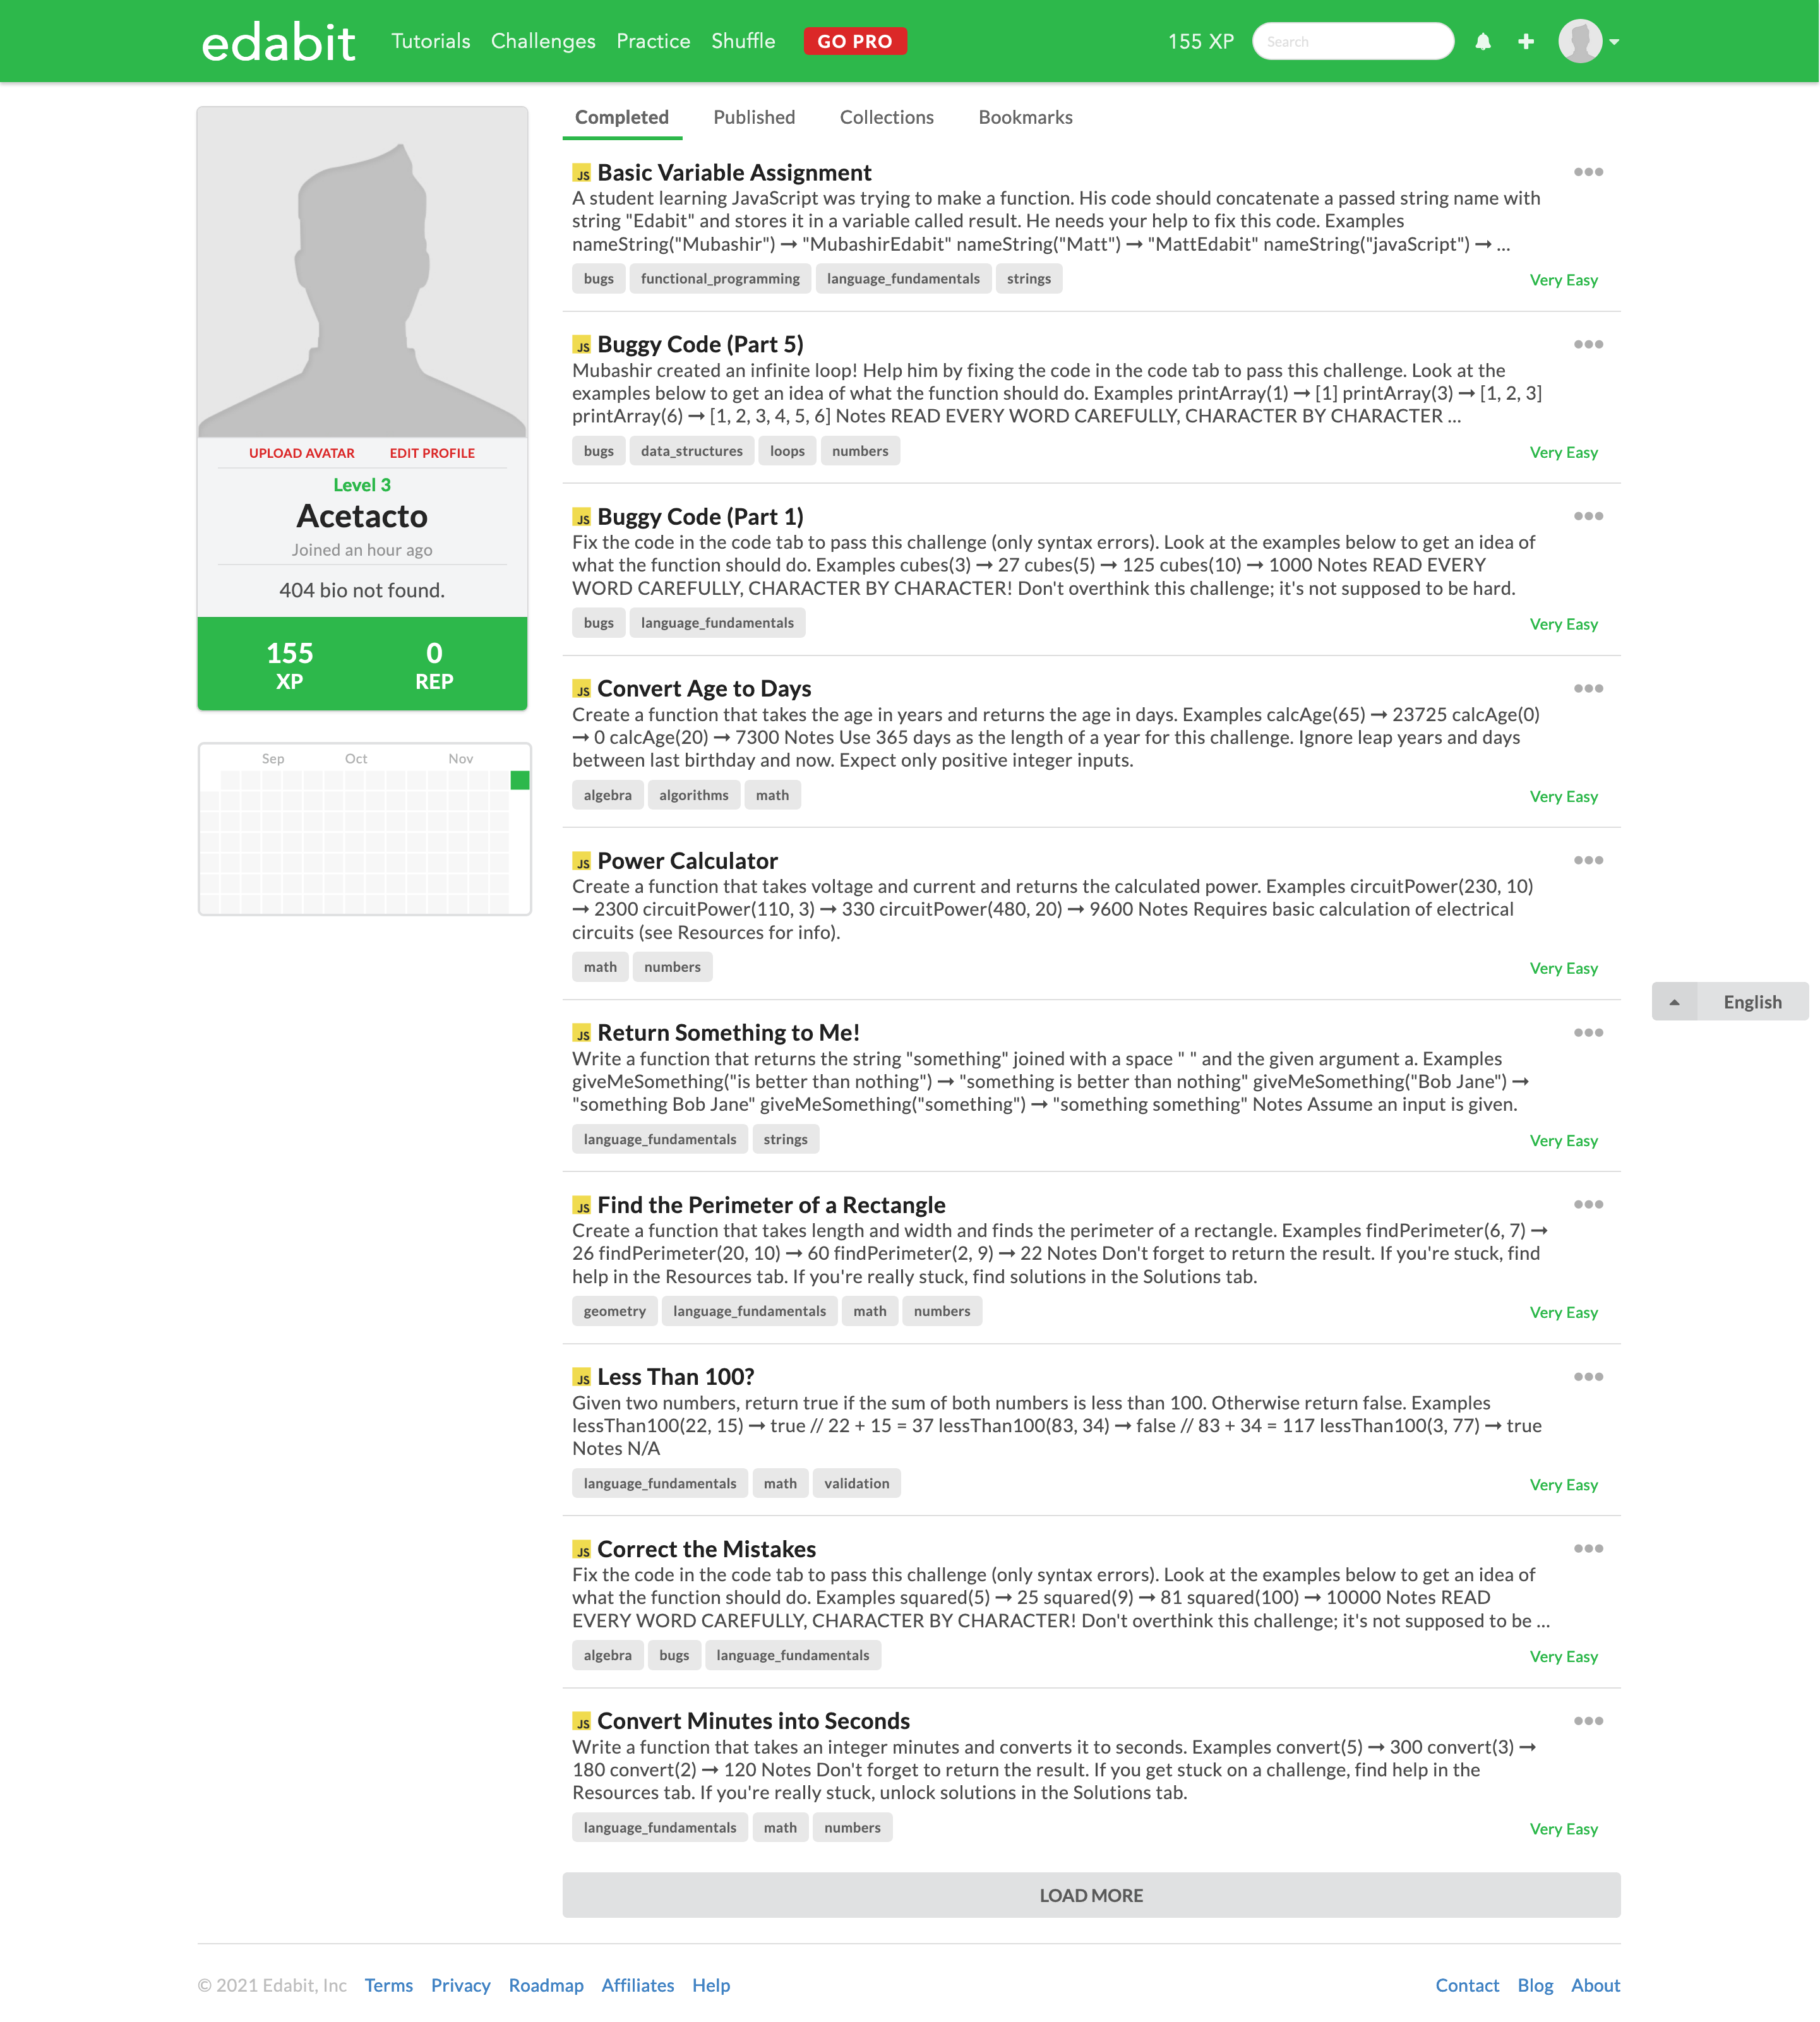 edabit
Tutorials Challenges Practice Shuffle GO PRO
155 XP
Search
UPLOAD AVATAR EDIT PROFILE
Level 3
Acetacto
Joined an hour ago
404 bio not found.
155 0
XP REP
Sep Oct Nov
Completed Published Collections Bookmarks
JS Basic Variable Assignment
A student learning JavaScript was trying to make a function. His code should concatenate a passed string name with
string "Edabit" and stores it in a variable called result. He needs your help to fix this code. Examples
nameString("Mubashir") ➞ "MubashirEdabit" nameString("Matt") ➞ "MattEdabit" nameString("javaScript") ➞ ...
bugs functional_programming language_fundamentals strings
Very Easy
JS Buggy Code (Part 5)
Mubashir created an infinite loop! Help him by fixing the code in the code tab to pass this challenge. Look at the
examples below to get an idea of what the function should do. Examples printArray(1) ➞ [1] printArray(3) ➞ [1, 2, 3]
printArray(6) ➞ [1, 2, 3, 4, 5, 6] Notes READ EVERY WORD CAREFULLY, CHARACTER BY CHARACTER ...
bugs data_structures loops numbers
Very Easy
JS Buggy Code (Part 1)
Fix the code in the code tab to pass this challenge (only syntax errors). Look at the examples below to get an idea of
what the function should do. Examples cubes(3) ➞ 27 cubes(5) ➞ 125 cubes(10) ➞ 1000 Notes READ EVERY
WORD CAREFULLY, CHARACTER BY CHARACTER! Don't overthink this challenge; it's not supposed to be hard.
bugs language_fundamentals
Very Easy
JS Convert Age to Days
Create a function that takes the age in years and returns the age in days. Examples calcAge(65) ➞ 23725 calcAge(0)
➞ 0 calcAge(20) ➞ 7300 Notes Use 365 days as the length of a year for this challenge. Ignore leap years and days
between last birthday and now. Expect only positive integer inputs.
algebra algorithms math
Very Easy
JS Power Calculator
Create a function that takes voltage and current and returns the calculated power. Examples circuitPower(230, 10)
➞ 2300 circuitPower(110, 3) ➞ 330 circuitPower(480, 20) ➞ 9600 Notes Requires basic calculation of electrical
circuits (see Resources for info).
math numbers
Very Easy
English
JS Return Something to Me!
Write a function that returns the string "something" joined with a space " " and the given argument a. Examples
giveMeSomething("is better than nothing") ➞ "something is better than nothing" giveMeSomething("Bob Jane") ➞
"something Bob Jane" giveMeSomething("something") ➞ "something something" Notes Assume an input is given.
language_fundamentals strings
Very Easy
JS Find the Perimeter of a Rectangle
Create a function that takes length and width and finds the perimeter of a rectangle. Examples findPerimeter(6, 7) ➞
26 findPerimeter(20, 10) ➞ 60 findPerimeter(2, 9) ➞ 22 Notes Don't forget to return the result. If you're stuck, find
help in the Resources tab. If you're really stuck, find solutions in the Solutions tab.
geometry language_fundamentals math numbers
Very Easy
JS Less Than 100?
Given two numbers, return true if the sum of both numbers is less than 100. Otherwise return false. Examples
lessThan100(22, 15) ➞ true // 22 + 15 = 37 lessThan100(83, 34) ➞ false // 83 + 34 = 117 lessThan100(3, 77) ➞ true
Notes N/A
language_fundamentals math validation
Very Easy
JS Correct the Mistakes
Fix the code in the code tab to pass this challenge (only syntax errors). Look at the examples below to get an idea of
what the function should do. Examples squared(5) ➞ 25 squared(9) ➞ 81 squared(100) ➞ 10000 Notes READ
EVERY WORD CAREFULLY, CHARACTER BY CHARACTER! Don't overthink this challenge; it's not supposed to be ...
algebra bugs language_fundamentals
Very Easy
JS Convert Minutes into Seconds
Write a function that takes an integer minutes and converts it to seconds. Examples convert(5) ➞ 300 convert(3) ➞
180 convert(2) ➞ 120 Notes Don't forget to return the result. If you get stuck on a challenge, find help in the
Resources tab. If you're really stuck, unlock solutions in the Solutions tab.
language_fundamentals math numbers
Very Easy
LOAD MORE
© 2021 Edabit, Inc Terms Privacy Roadmap Affiliates Help
Contact Blog About